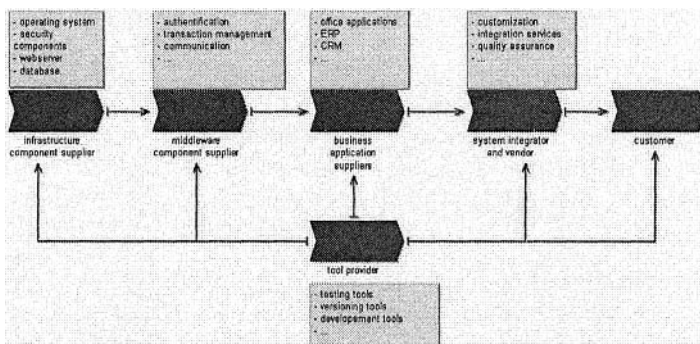 - operating system
- security
components
- webserver
- database
- authentification
- transaction management
- communication
- ...
- office applications
- ERP
- CRM
- ...
- customization
- integration services
- quality assurance
- ...
infrastructure
component supplier
middleware
component supplier
business
application
suppliers
system integrator
and vendor
customer
tool provider
- testing tools
- versioning tools
- developement tools
- ...